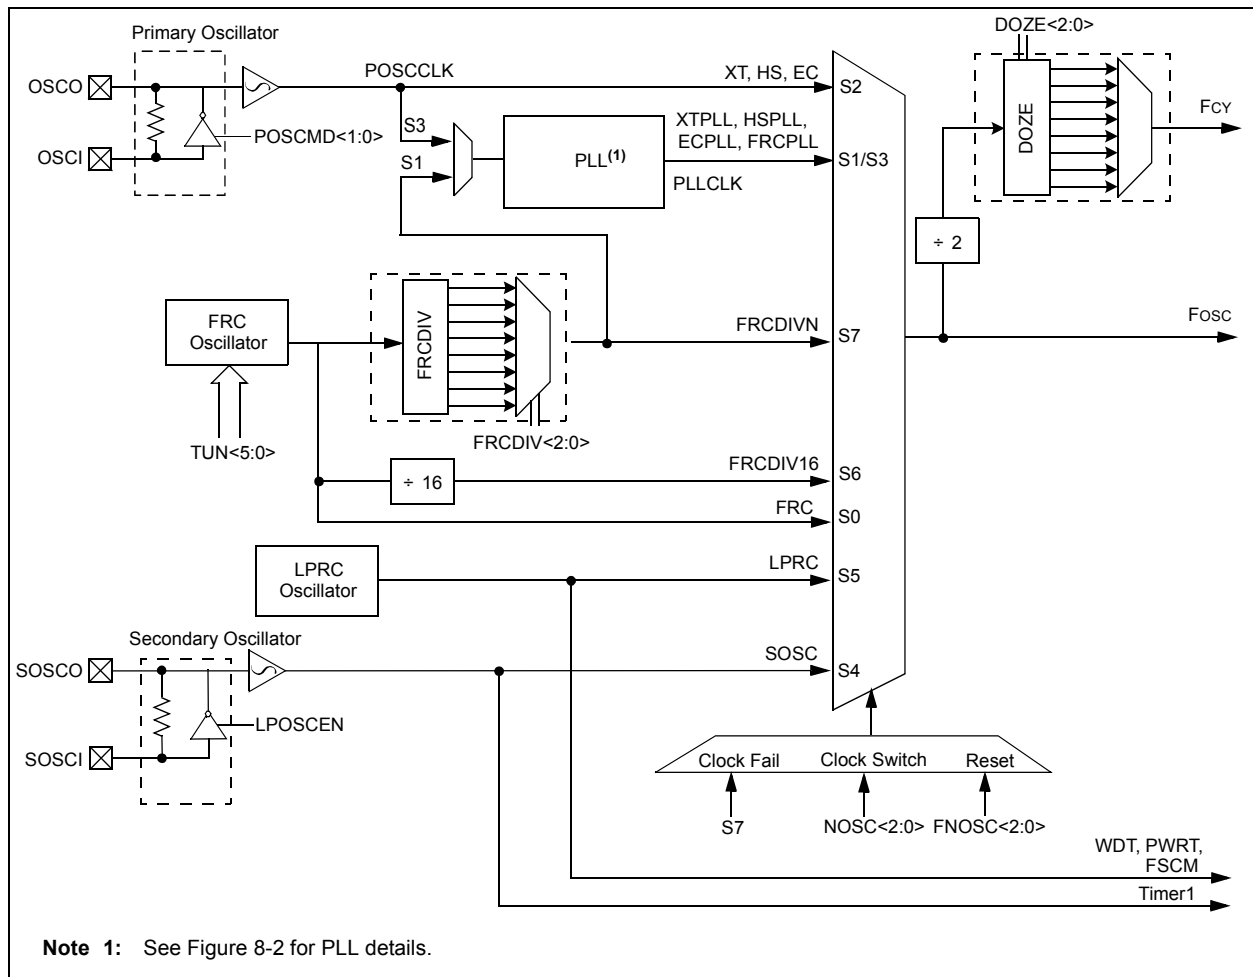 DOZE<2:0>
Primary Oscillator
OSCO
POSCCLK
XT, HS, EC
S2
DOZE
FCY
POSCMD<1:0>
OSCI
S3
S1
PLL(1)
XTPLL, HSPLL,
ECPLL, FRCPLL
S1/S3
PLLCLK
÷ 2
FRC
Oscillator
FRCDIV
FRCDIVN
S7
FOSC
TUN<5:0>
FRCDIV<2:0>
÷ 16
FRCDIV16
S6
FRC
S0
LPRC
Oscillator
LPRC
S5
Secondary Oscillator
SOSCO
SOSC
S4
LPOSCEN
SOSCI
Clock Fail
Clock Switch
Reset
S7
NOSC<2:0>
FNOSC<2:0>
WDT, PWRT,
FSCM
Timer1
Note 1: See Figure 8-2 for PLL details.